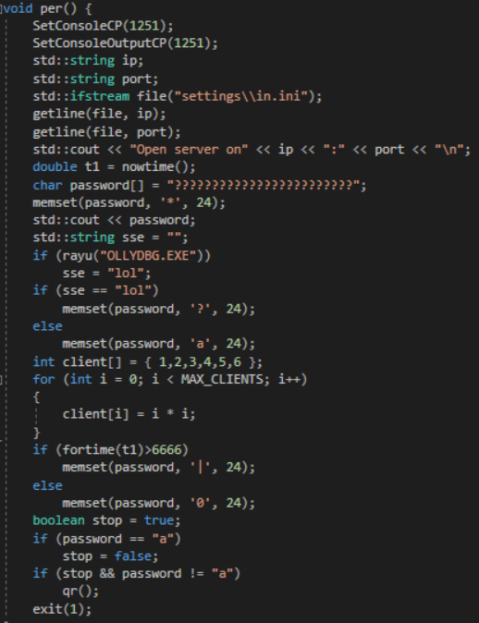 void per() {
SetConsoleCP(1251);
SetConsoleOutputCP(1251);
std::string ip;
std::string port;
std::ifstream file("settings\\in.ini");
getline(file, ip);
getline(file, port);
std::cout << "Open server on" << ip << ":" << port << "\n";
double t1 = nowtime();
char password[] = "????????????????????????";
memset(password, '*', 24);
std::cout << password;
std::string sse = "";
if (rayu("OLLYDBG.EXE"))
sse = "lol";
if (sse == "lol")
memset(password, '?', 24);
else
memset(password, 'a', 24);
int client[] = { 1,2,3,4,5,6 };
for (int i = 0; i < MAX_CLIENTS; i++)
{
client[i] = i * i;
}
if (fortime(t1)>6666)
memset(password, '|', 24);
else
memset(password, '0', 24);
boolean stop = true;
if (password == "a")
stop = false;
if (stop && password != "a")
qr();
exit(1);